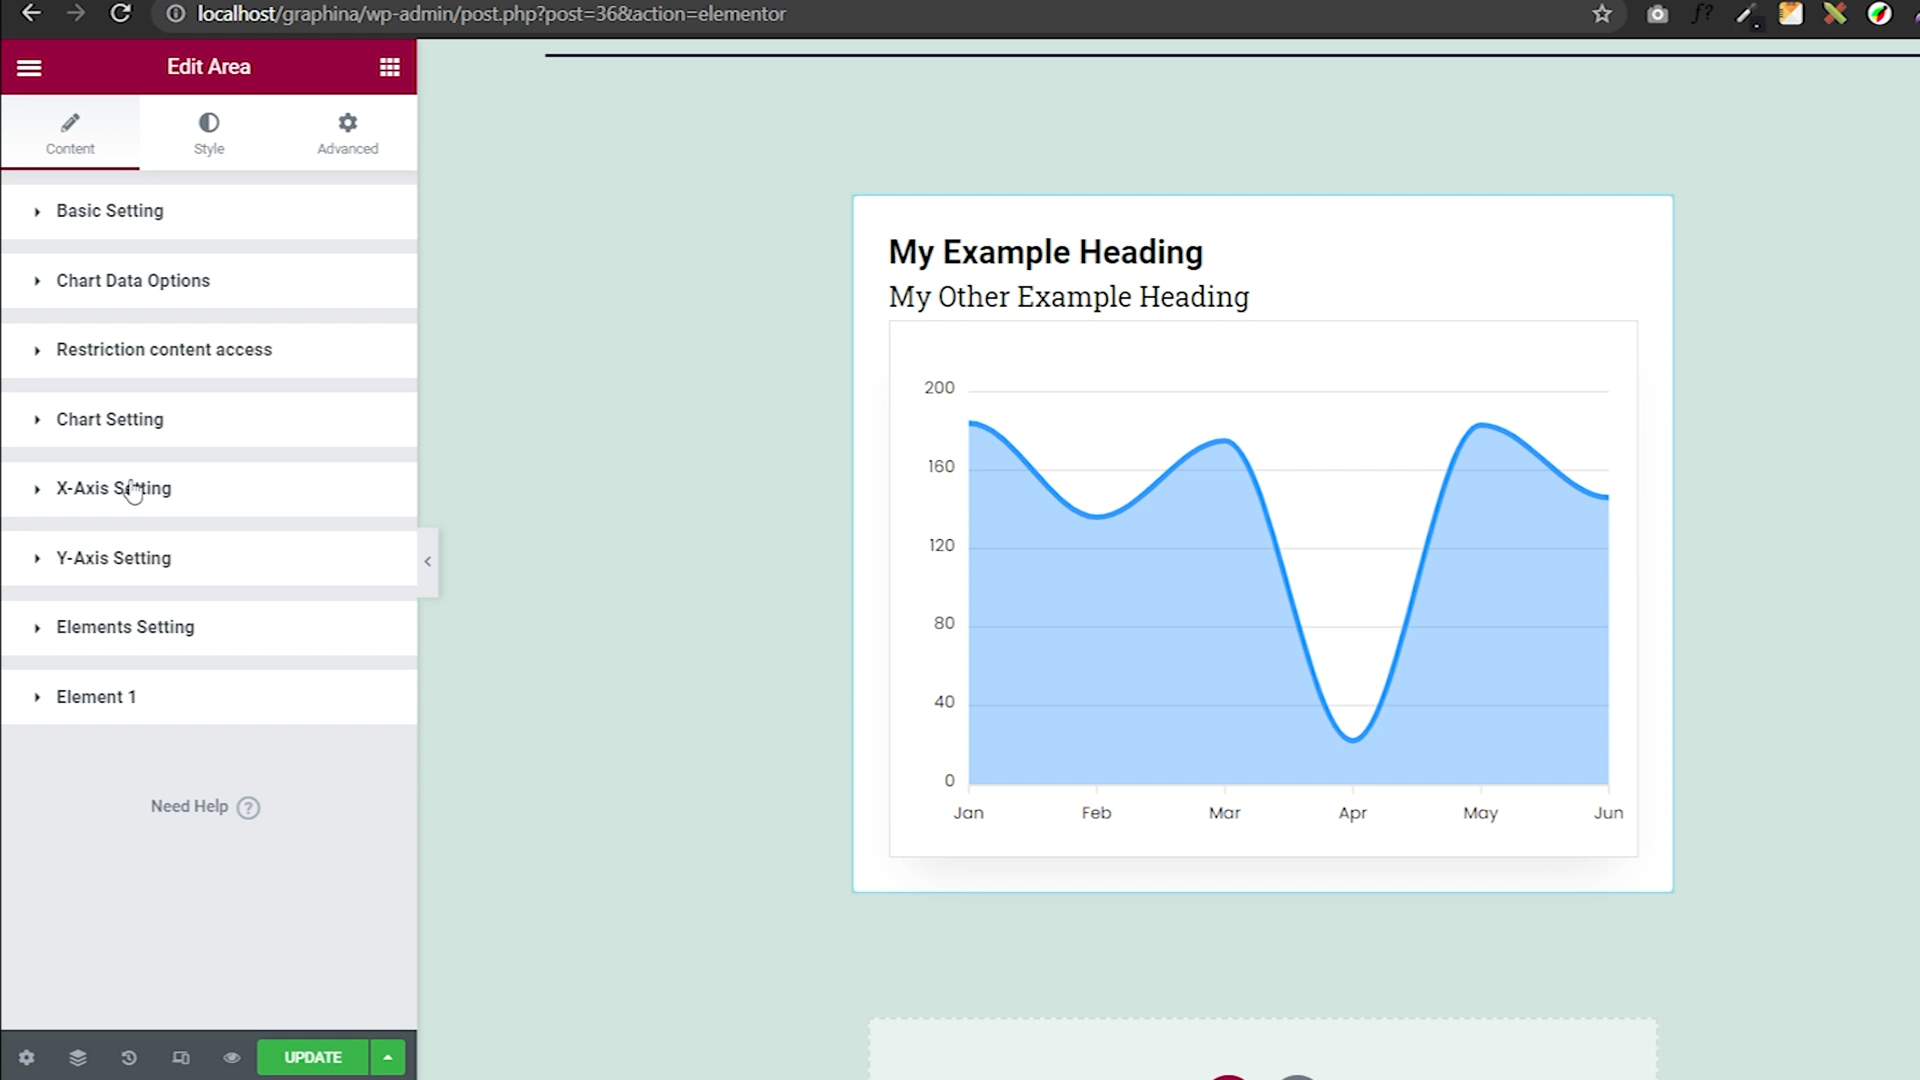 localhost/graphina/wp-admin/post.php?post=36&action=elementor
f?
Edit Area
Content
Style
Advanced
Basic Setting
Chart Data Options
Restriction content access
Chart Setting
X-Axis Setting
Y-Axis Setting
Elements Setting
Element 1
Need Help ?
UPDATE
My Example Heading
My Other Example Heading
200
160
120
80
40
0
Jan Feb Mar Apr May Jun